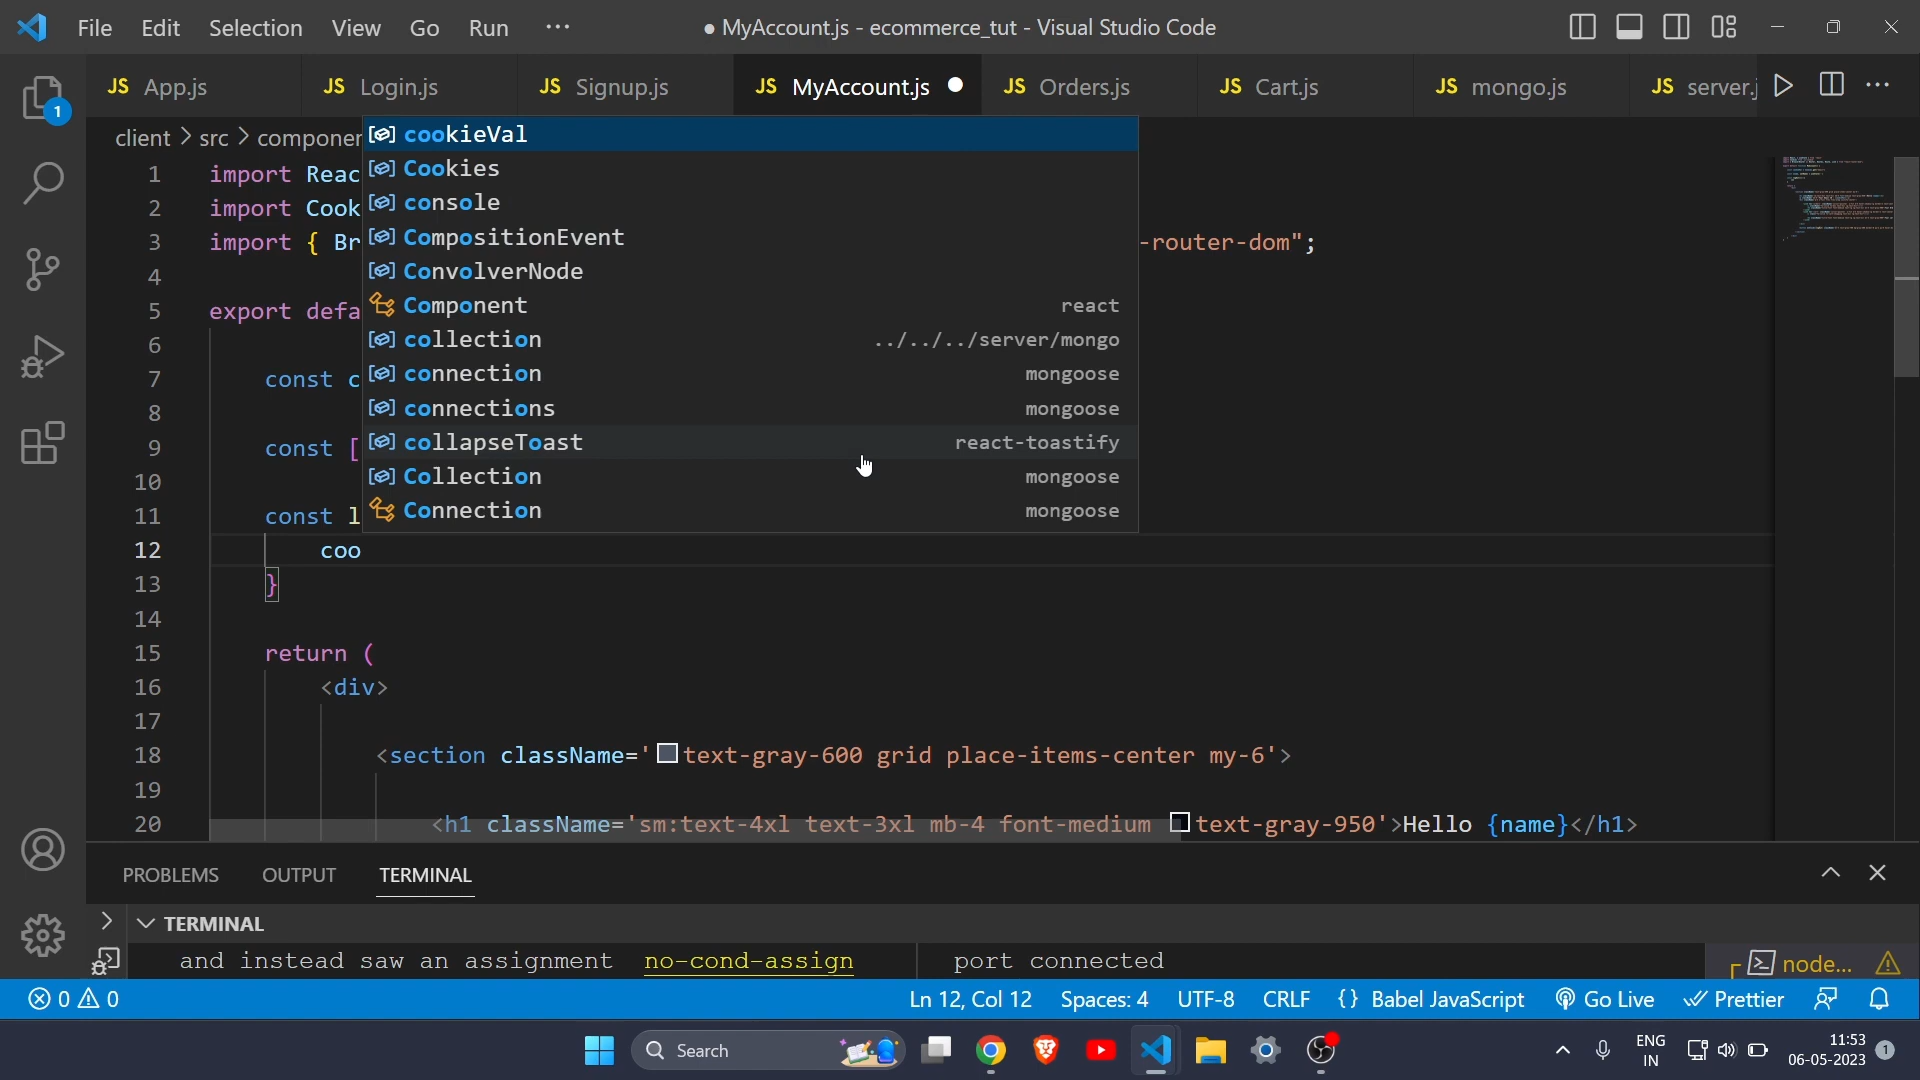 File Edit Selection View Go Run ··· ● MyAccount.js - ecommerce_tut - Visual Studio Code
1
JS App.js JS Login.js JS Signup.js JS MyAccount.js ● JS Orders.js JS Cart.js JS mongo.js JS server.j
client > src > componen
cookieVal
1 import Reac Cookies
2 import Cook console
3 import { Br CompositionEvent -router-dom";
4 ConvolverNode
5 export defa Component react
6 collection ../../../server/mongo
7 const c connection mongoose
8 connections mongoose
9 const [ collapseToast react-toastify
10 Collection mongoose
11 const l Connection mongoose
12 coo
13 }
14
15 return (
16 <div>
17
18 <section className='text-gray-600 grid place-items-center my-6'>
19
20 <h1 className='sm:text-4xl text-3xl mb-4 font-medium text-gray-950'>Hello {name}</h1>
PROBLEMS OUTPUT TERMINAL
TERMINAL
and instead saw an assignment no-cond-assign port connected node...
0 0 Ln 12, Col 12 Spaces: 4 UTF-8 CRLF {} Babel JavaScript Go Live Prettier
Search ENG IN 11:53 06-05-2023 1